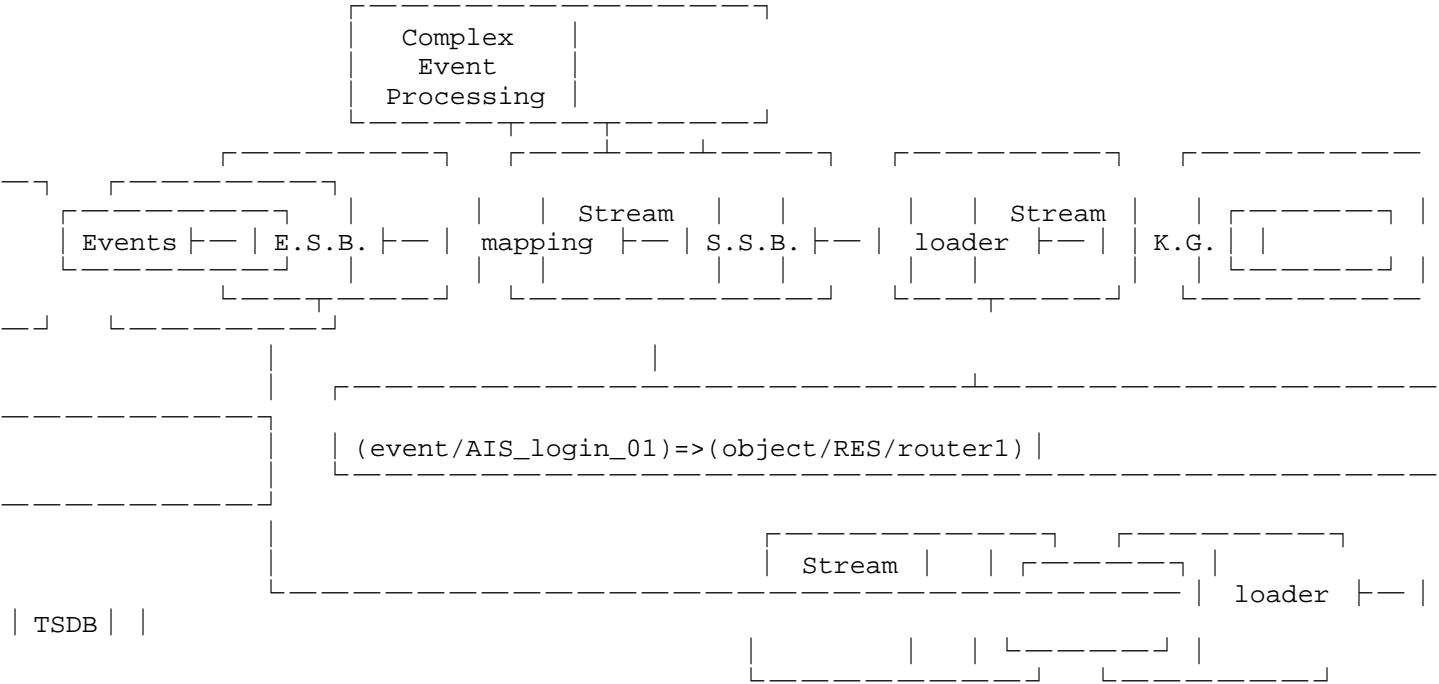 Complex
Event
Processing
Stream Stream
Events E.S.B. mapping S.S.B. loader K.G.
(event/AIS_login_01)=>(object/RES/router1)
Stream
loader
TSDB